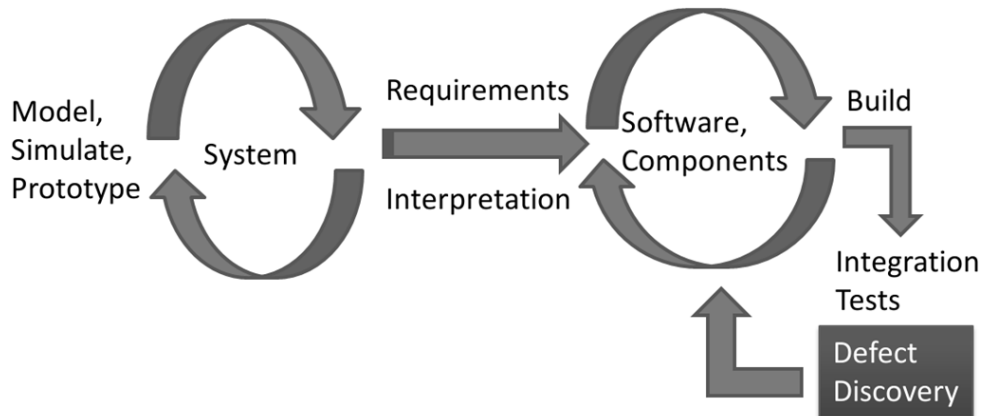 Model,
Simulate,
Prototype
System
Requirements
Interpretation
Software,
Components
Build
Integration
Tests
Defect
Discovery